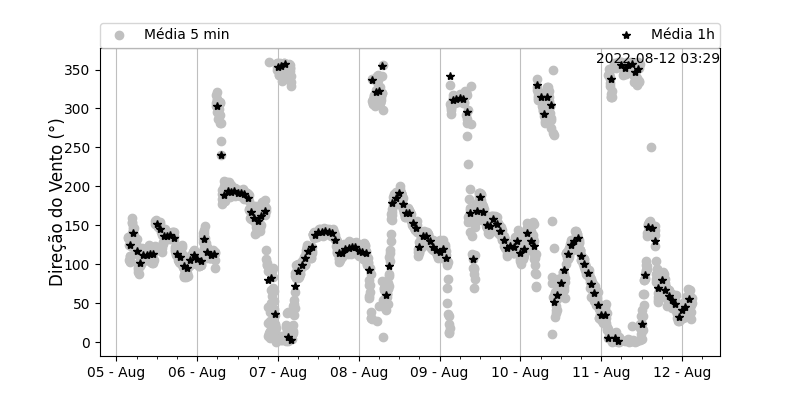 Média 5 min
Média 1h
2022-08-12 03:29
Direção do Vento (°)
350
300
250
200
150
100
50
0
05 - Aug
06 - Aug
07 - Aug
08 - Aug
09 - Aug
10 - Aug
11 - Aug
12 - Aug